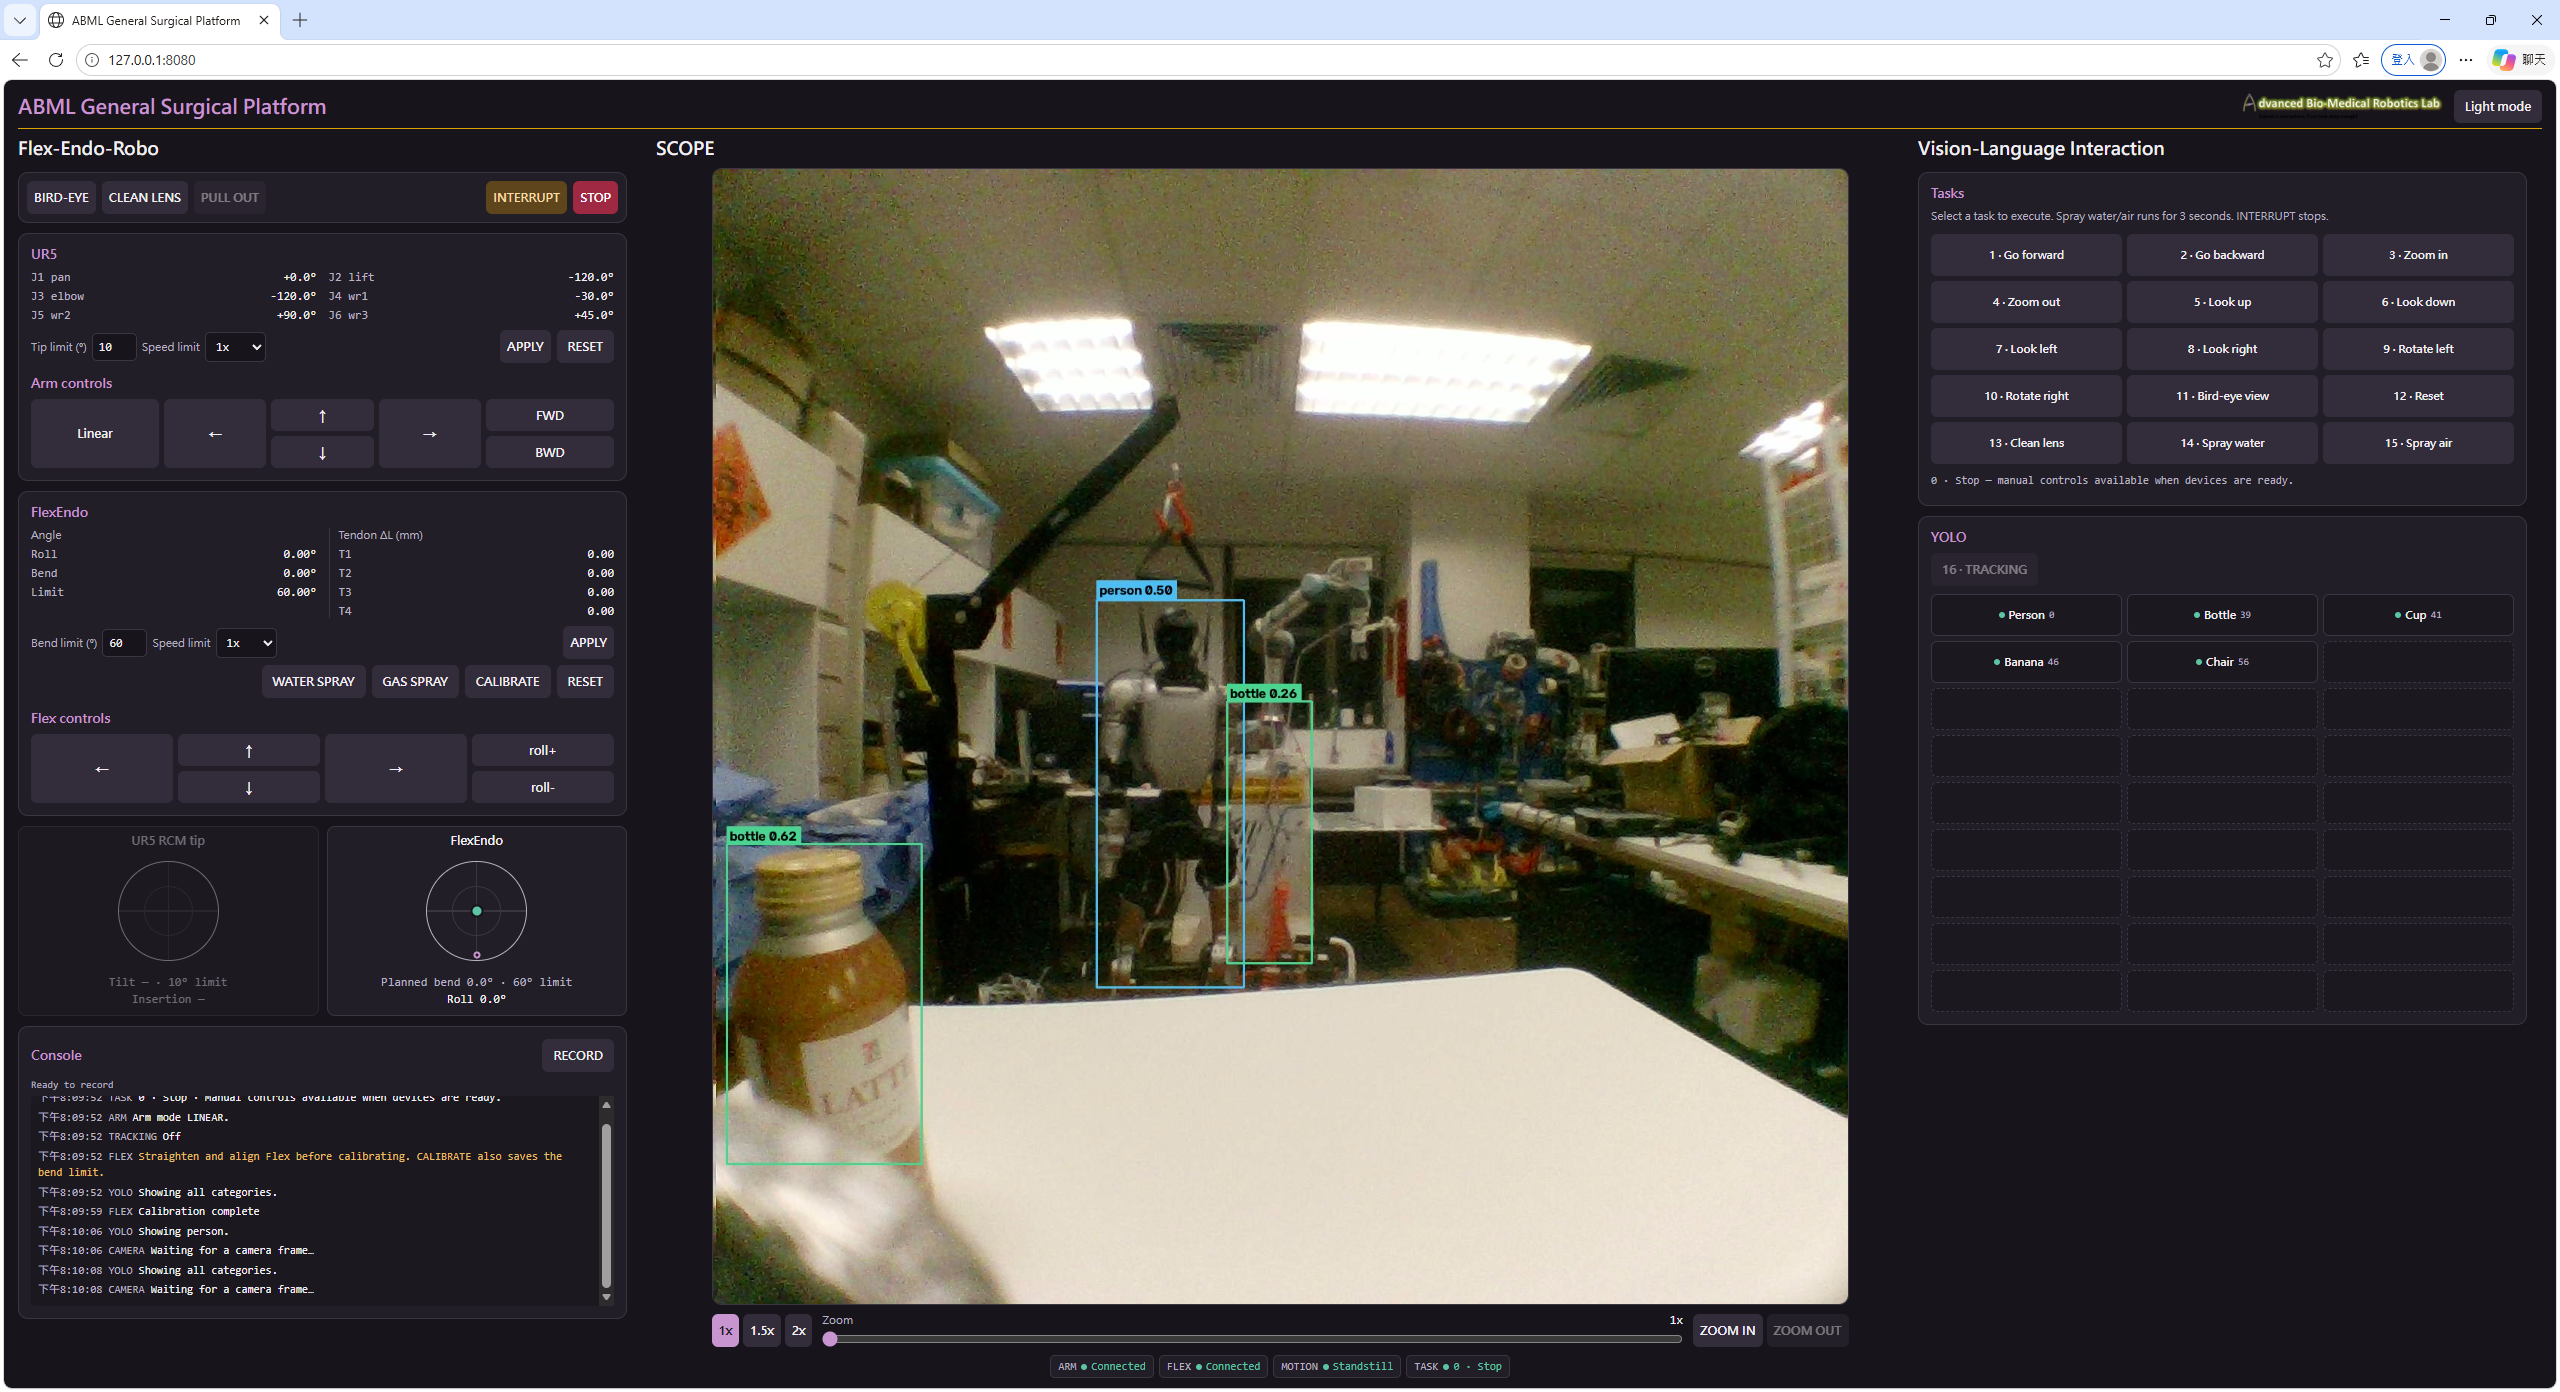 ABML General Surgical Platform
127.0.0.1:8080
登入
聊天
ABML General Surgical Platform
Advanced Bio-Medical Robotics Lab
Light mode
Flex-Endo-Robo
BIRD-EYE CLEAN LENS PULL OUT INTERRUPT STOP
UR5
J1 pan +0.0° J2 lift -120.0°
J3 elbow -120.0° J4 wr1 -30.0°
J5 wr2 +90.0° J6 wr3 +45.0°
Tip limit (°) 10 Speed limit 1x APPLY RESET
Arm controls
Linear ← ↑ ↓ → FWD
BWD
FlexEndo
Angle Tendon ΔL (mm)
Roll 0.00° T1 0.00
Bend 0.00° T2 0.00
Limit 60.00° T3 0.00
T4 0.00
Bend limit (°) 60 Speed limit 1x APPLY
WATER SPRAY GAS SPRAY CALIBRATE RESET
Flex controls
← ↑ ↓ → roll+
roll-
UR5 RCM tip
Tilt — · 10° limit
Insertion —
FlexEndo
Planned bend 0.0° · 60° limit
Roll 0.0°
Console RECORD
Ready to record
下午8:09:52 TASK 0 · Stop · Manual controls available when devices are ready.
下午8:09:52 ARM Arm mode LINEAR.
下午8:09:52 TRACKING Off
下午8:09:52 FLEX Straighten and align Flex before calibrating. CALIBRATE also saves the
bend limit.
下午8:09:52 YOLO Showing all categories.
下午8:09:59 FLEX Calibration complete
下午8:10:06 YOLO Showing person.
下午8:10:06 CAMERA Waiting for a camera frame…
下午8:10:08 YOLO Showing all categories.
下午8:10:08 CAMERA Waiting for a camera frame…
SCOPE
person 0.50
bottle 0.26
bottle 0.62
LATTE
1x 1.5x 2x Zoom 1x ZOOM IN ZOOM OUT
ARM Connected FLEX Connected MOTION Standstill TASK 0 · Stop
Vision-Language Interaction
Tasks
Select a task to execute. Spray water/air runs for 3 seconds. INTERRUPT stops.
1 · Go forward 2 · Go backward 3 · Zoom in
4 · Zoom out 5 · Look up 6 · Look down
7 · Look left 8 · Look right 9 · Rotate left
10 · Rotate right 11 · Bird-eye view 12 · Reset
13 · Clean lens 14 · Spray water 15 · Spray air
0 · Stop — manual controls available when devices are ready.
YOLO
16 · TRACKING
Person 0 Bottle 39 Cup 41
Banana 46 Chair 56